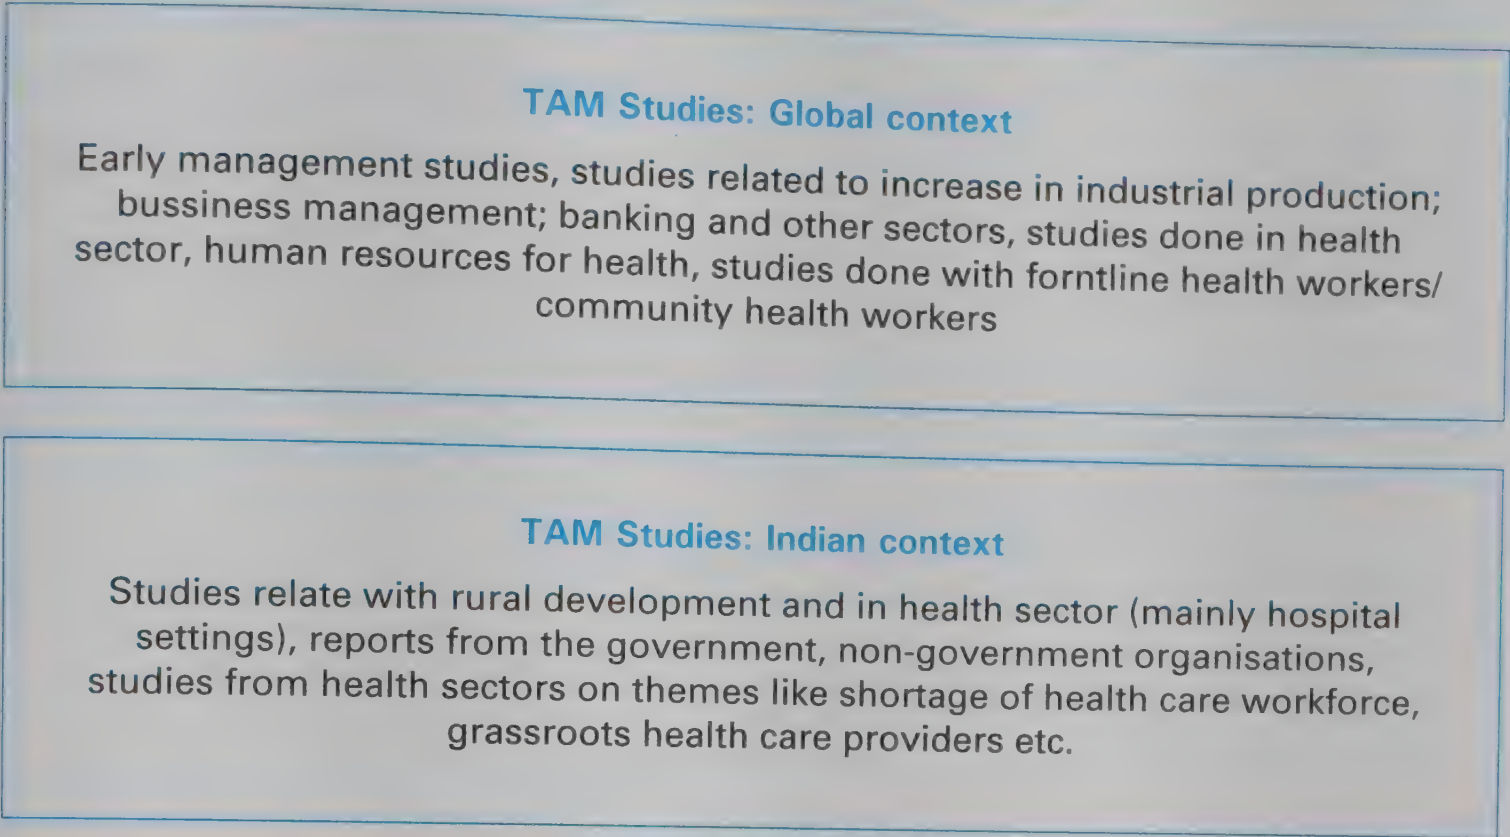 TAM Studies: Global context
Early management studies, studies related to increase in industrial production;
bussiness management; banking and other sectors, studies done in health
sector, human resources for health, studies done with forntline health workers/
community health workers
TAM Studies: Indian context
Studies relate with rural development and in health sector (mainly hospital
settings), reports from the government, non-government organisations,
studies from health sectors on themes like shortage of health care workforce,
grassroots health care providers etc.